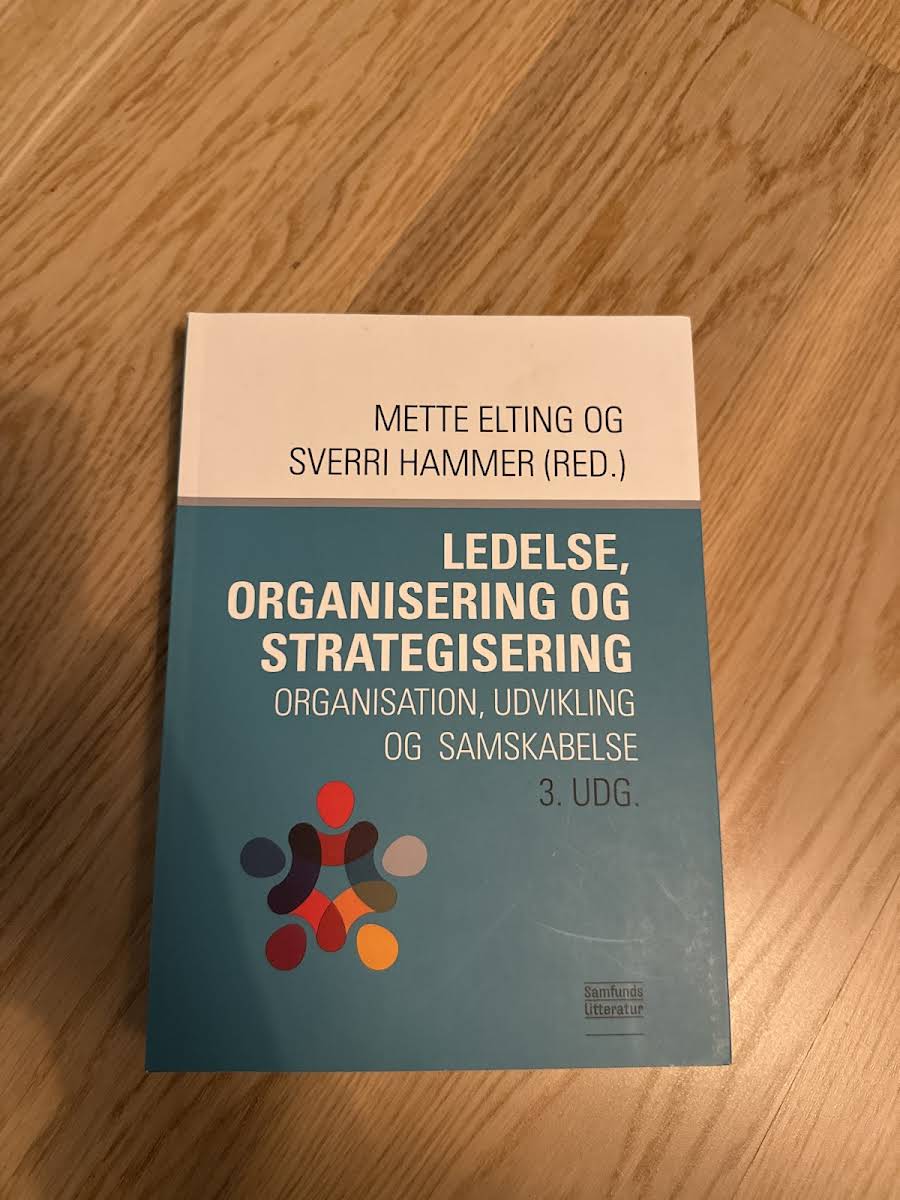 METTE ELTING OG
SVERRI HAMMER (RED.)
LEDELSE,
ORGANISERING OG
STRATEGISERING
ORGANISATION, UDVIKLING
OG SAMSKABELSE
3. UDG.
Samfunds
litteratur